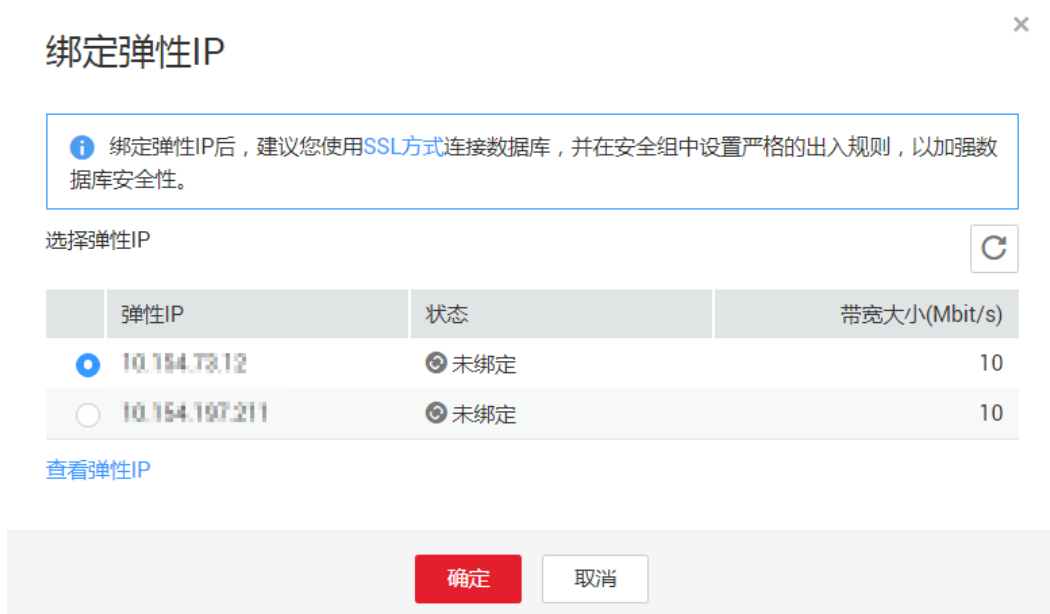 绑定弹性IP
绑定弹性IP后，建议您使用SSL方式连接数据库，并在安全组中设置严格的出入规则，以加强数
据库安全性。
选择弹性IP
弹性IP 状态 带宽大小(Mbit/s)
10.154.73.12 未绑定 10
10.154.197.211 未绑定 10
查看弹性IP
确定 取消